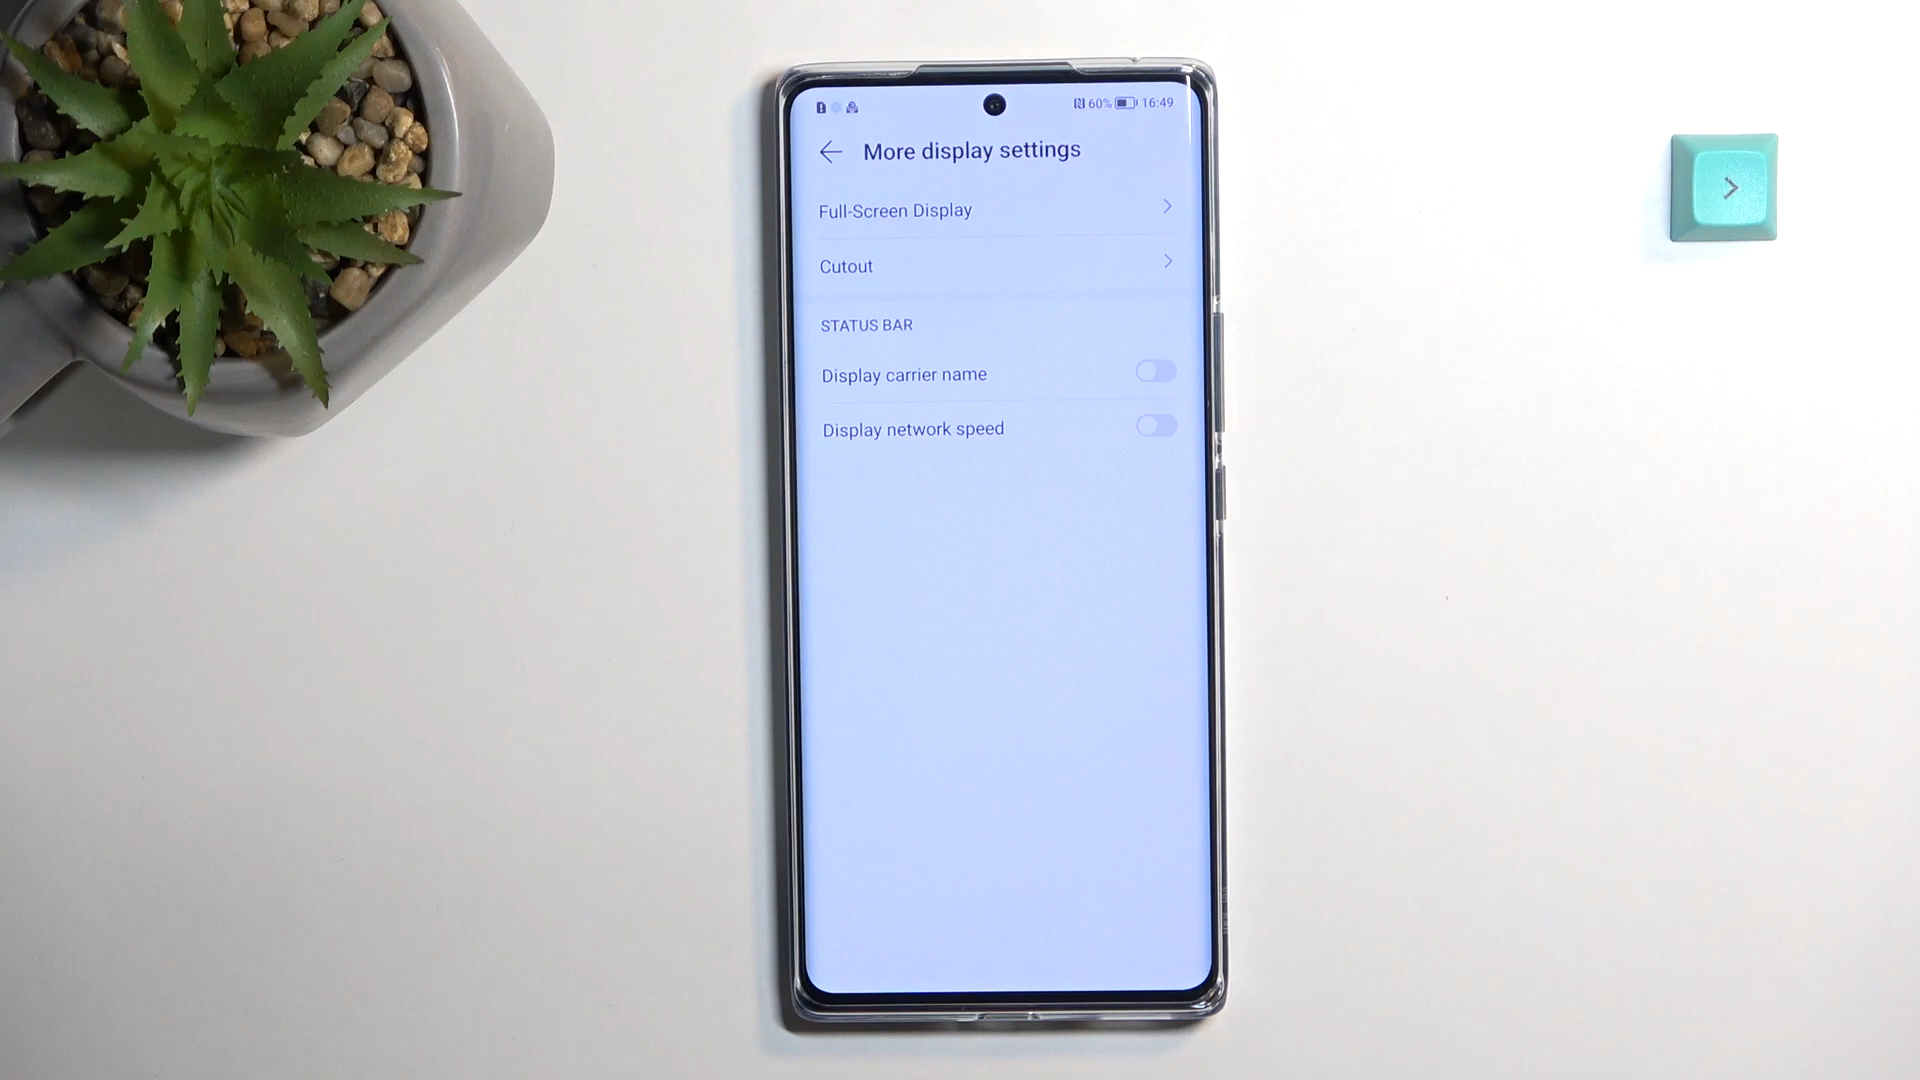 60% 16:49
More display settings
Full-Screen Display
Cutout
STATUS BAR
Display carrier name
Display network speed